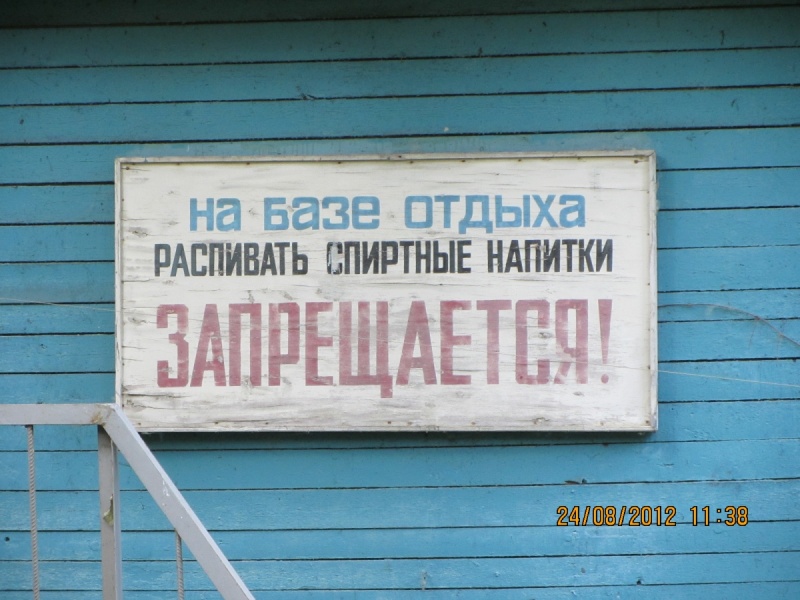 на базе отдыха
РАСПИВАТЬ СПИРТНЫЕ НАПИТКИ
ЗАПРЕЩАЕТСЯ!
24/08/2012 11:38